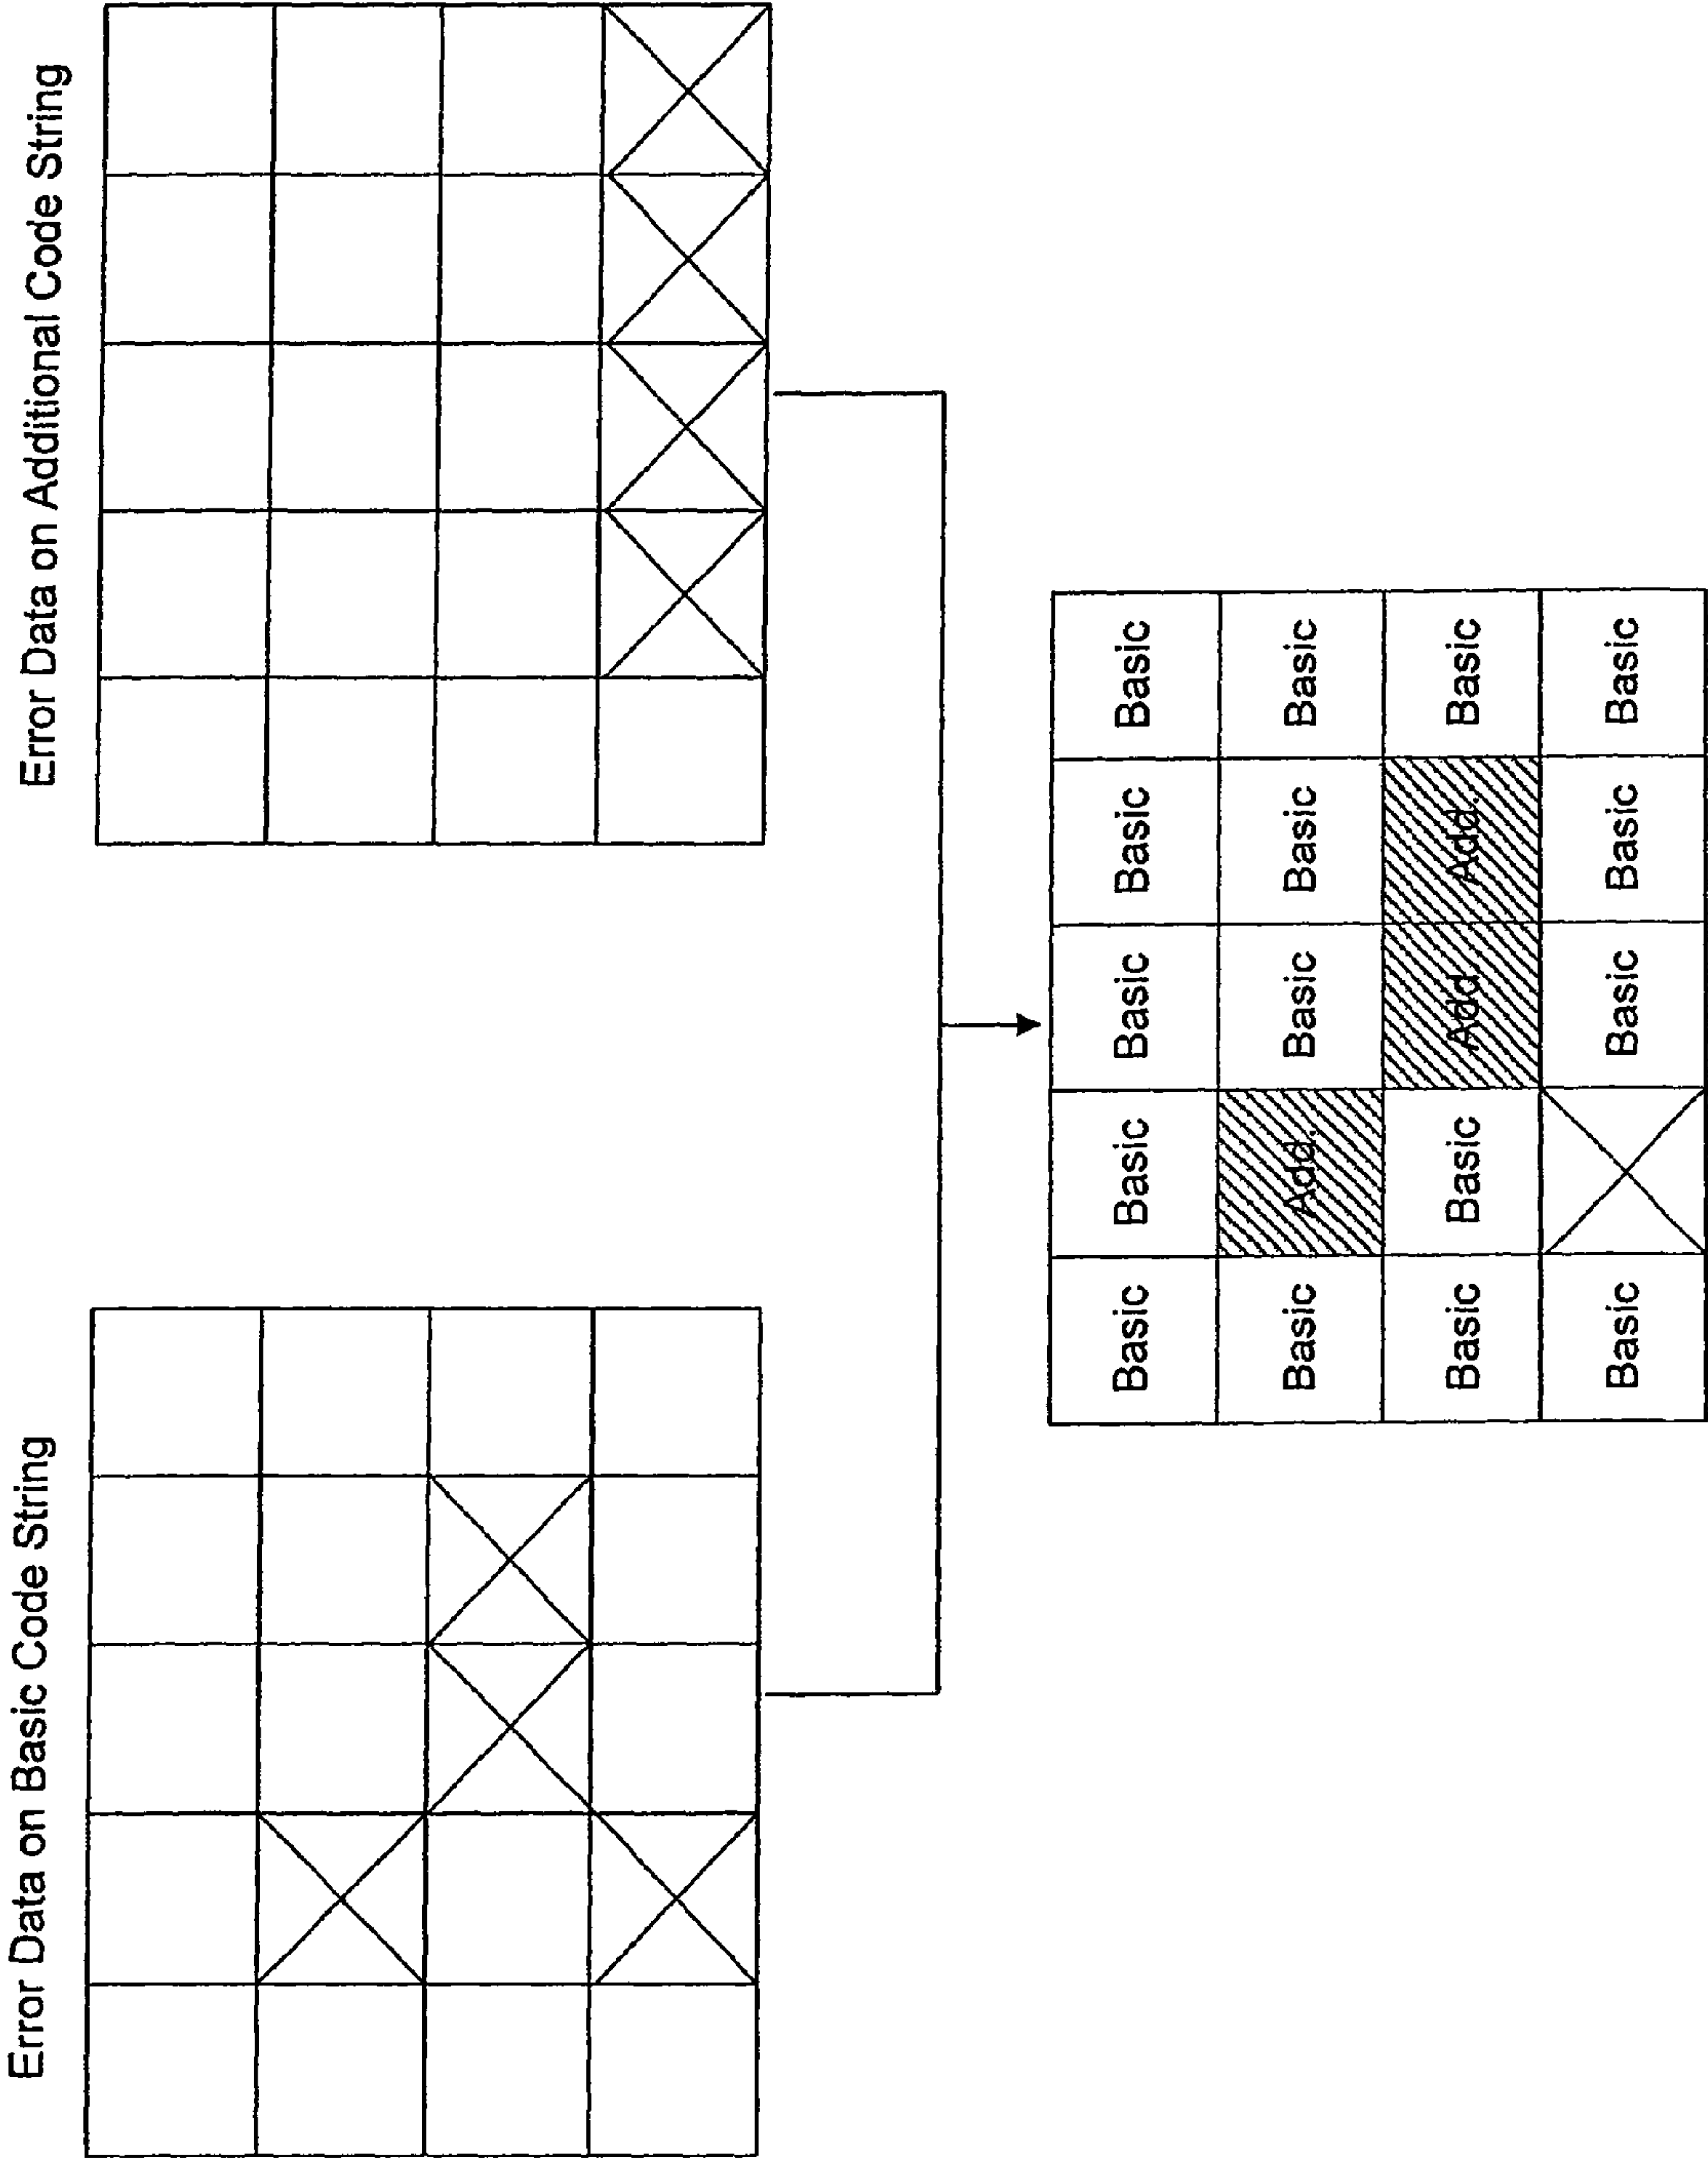 Error Data on Basic Code String
Error Data on Additional Code String
Basic Basic Basic Basic Basic
Basic Add. Basic Basic Basic
Basic Basic Add Add. Basic
Basic Basic Basic Basic